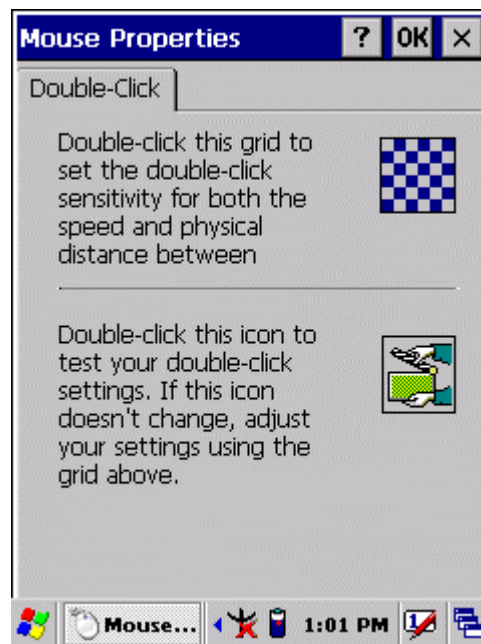 Mouse Properties ? OK ×
Double-Click
Double-click this grid to
set the double-click
sensitivity for both the
speed and physical
distance between
Double-click this icon to
test your double-click
settings. If this icon
doesn't change, adjust
your settings using the
grid above.
Mouse... 1:01 PM